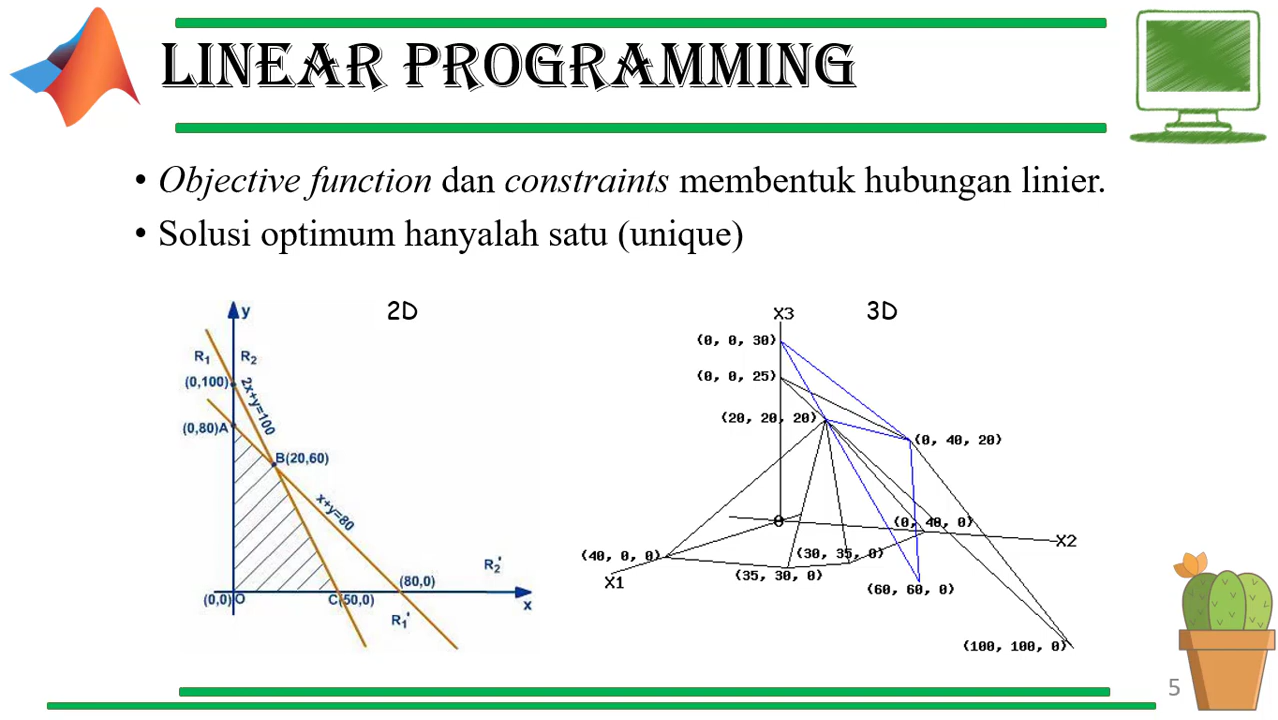 LINEAR PROGRAMMING
• Objective function dan constraints membentuk hubungan linier.
• Solusi optimum hanyalah satu (unique)
2D
y
R1 R2
(0,100)
2x+y=100
(0,80)A
B(20,60)
x+y=80
R2'
(80,0)
(0,0)O
C(50,0)
x
R1'
3D
X3
(0, 0, 30)
(0, 0, 25)
(20, 20, 20)
(0, 40, 20)
0
(0, 40, 0)
X2
(40, 0, 0)
(30, 35, 0)
X1
(35, 30, 0)
(60, 60, 0)
(100, 100, 0)
5